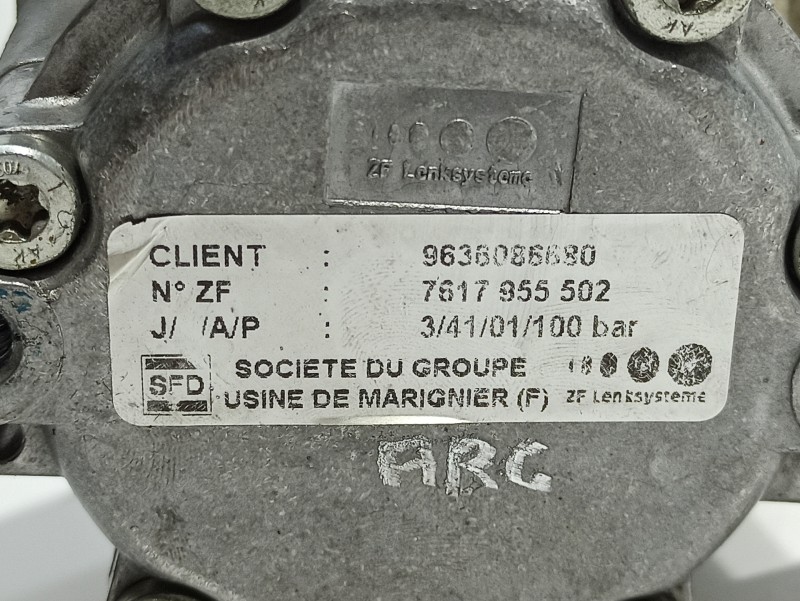 ZF Lenksysteme
CLIENT : 9636086680
N° ZF : 7617 955 502
J/ /A/P : 3/41/01/100 bar
SFD
SOCIETE DU GROUPE
USINE DE MARIGNIER (F)
ZF Lenksysteme
ARG